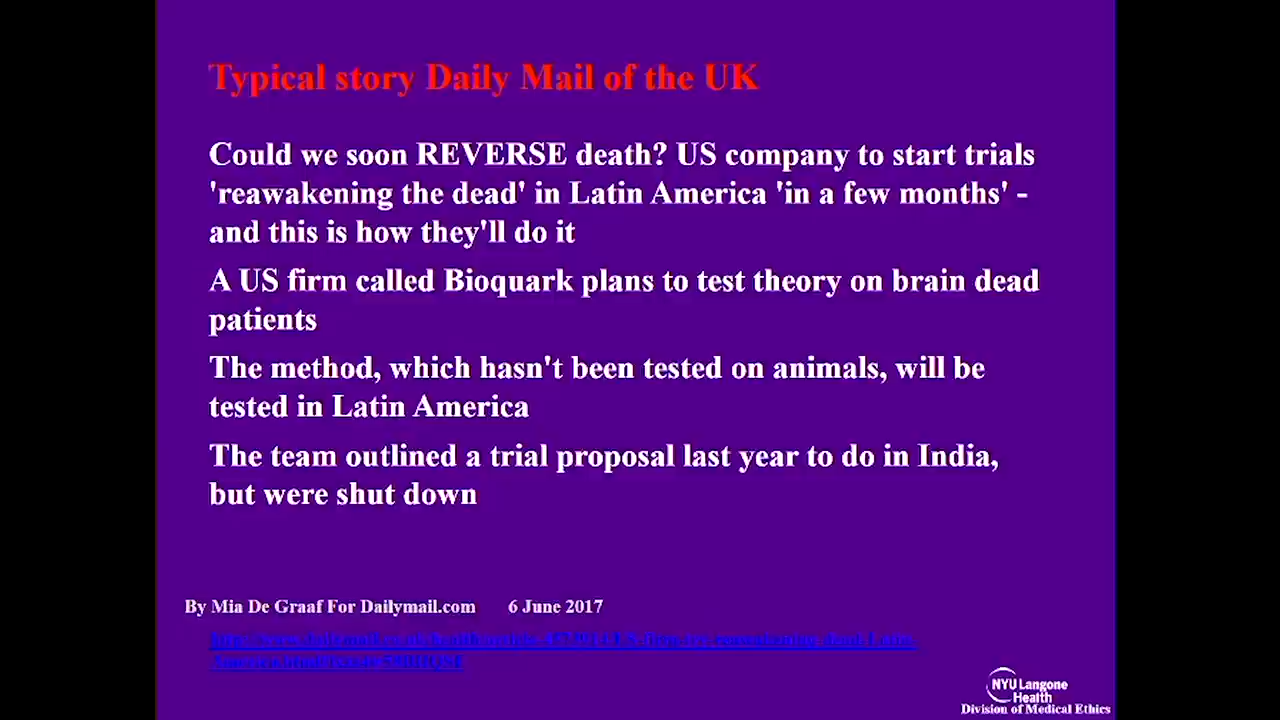 Typical story Daily Mail of the UK
Could we soon REVERSE death? US company to start trials
'reawakening the dead' in Latin America 'in a few months' -
and this is how they'll do it
A US firm called Bioquark plans to test theory on brain dead
patients
The method, which hasn't been tested on animals, will be
tested in Latin America
The team outlined a trial proposal last year to do in India,
but were shut down
By Mia De Graaf For Dailymail.com 6 June 2017
NYU Langone
Health
Division of Medical Ethics